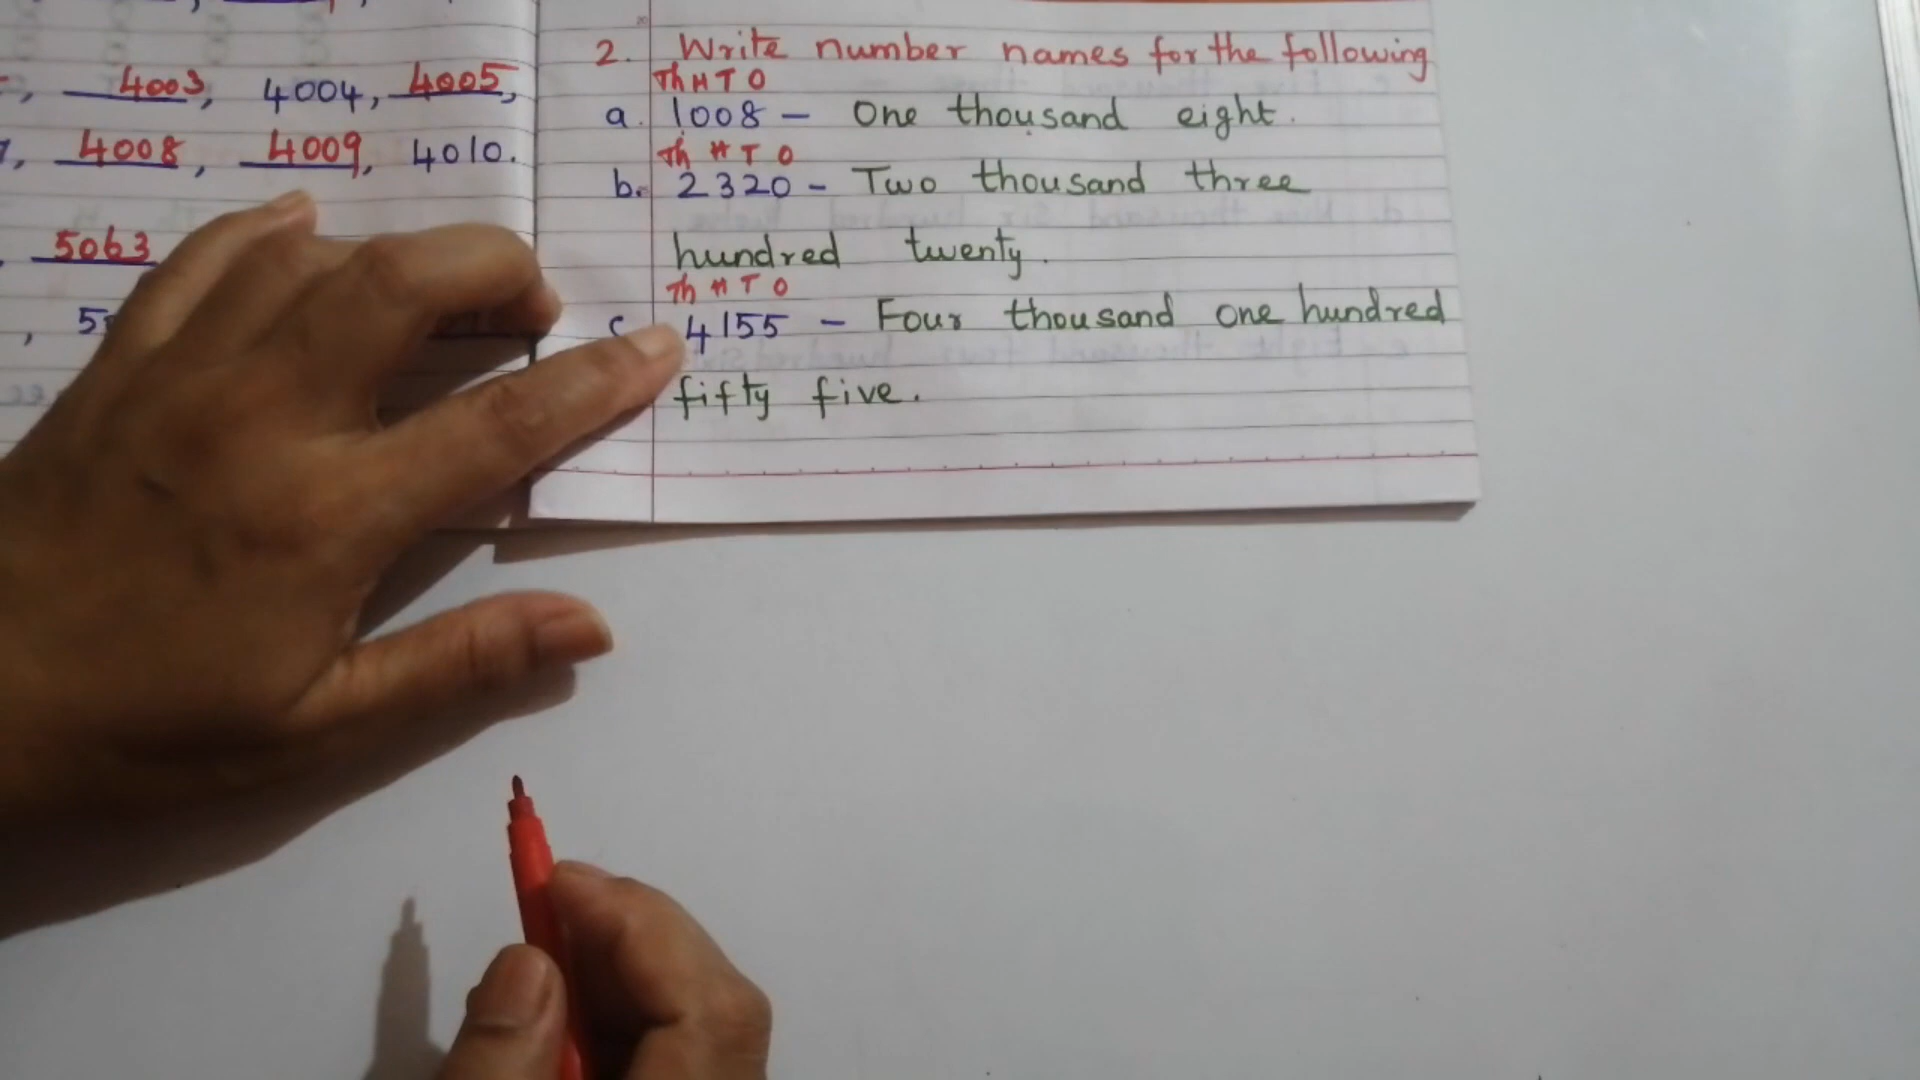 4003, 4004, 4005,
4008, 4009, 4010.
5063
2. Write number names for the following
Th H T O
a. 1008 - One thousand eight.
Th H T O
b. 2320 - Two thousand three
hundred twenty.
Th H T O
c 4155 - Four thousand one hundred
fifty five.